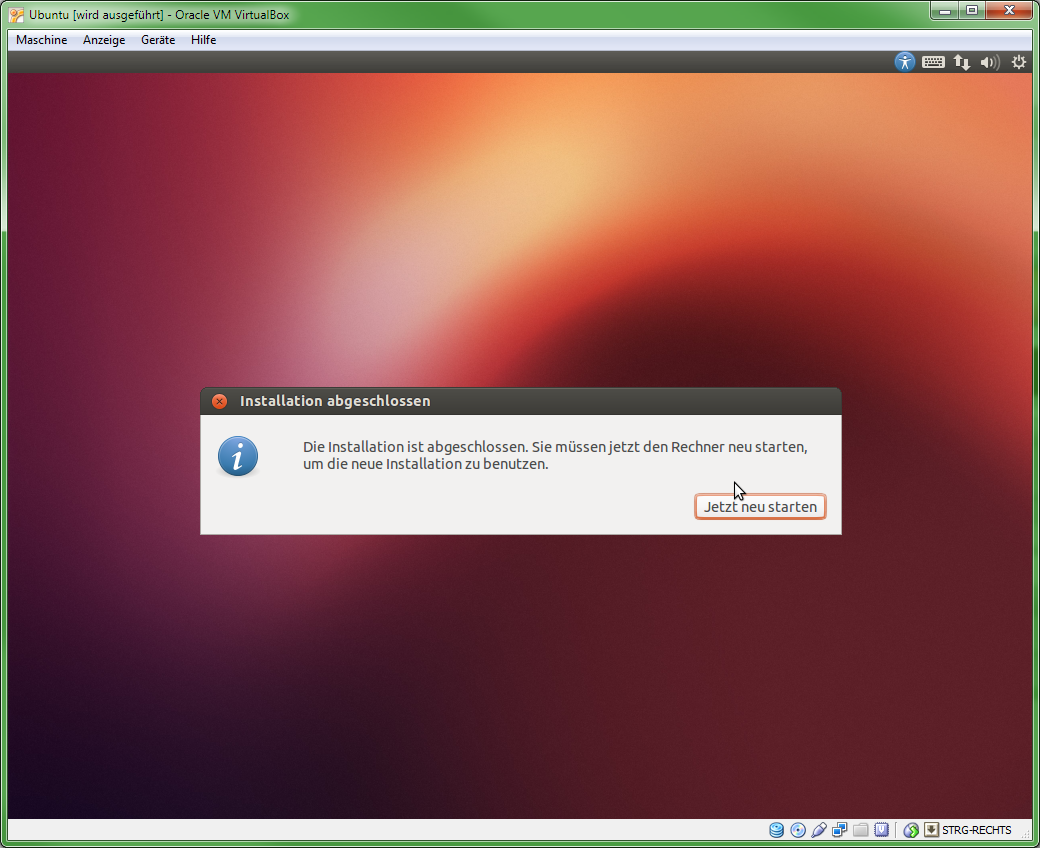 Ubuntu [wird ausgeführt] - Oracle VM VirtualBox
Maschine Anzeige Geräte Hilfe
Installation abgeschlossen
Die Installation ist abgeschlossen. Sie müssen jetzt den Rechner neu starten,
um die neue Installation zu benutzen.
Jetzt neu starten
STRG-RECHTS